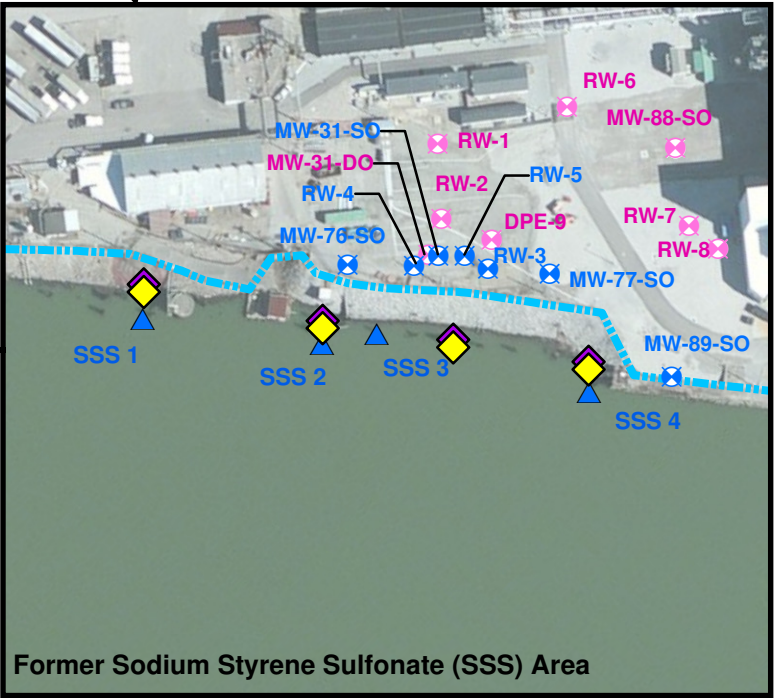 RW-6
MW-88-SO
MW-31-SO
RW-1
MW-31-DO
RW-2
RW-5
RW-4
DPE-9
RW-7
MW-76-SO
RW-3
RW-8
MW-77-SO
MW-89-SO
SSS 1
SSS 2
SSS 3
SSS 4
Former Sodium Styrene Sulfonate (SSS) Area